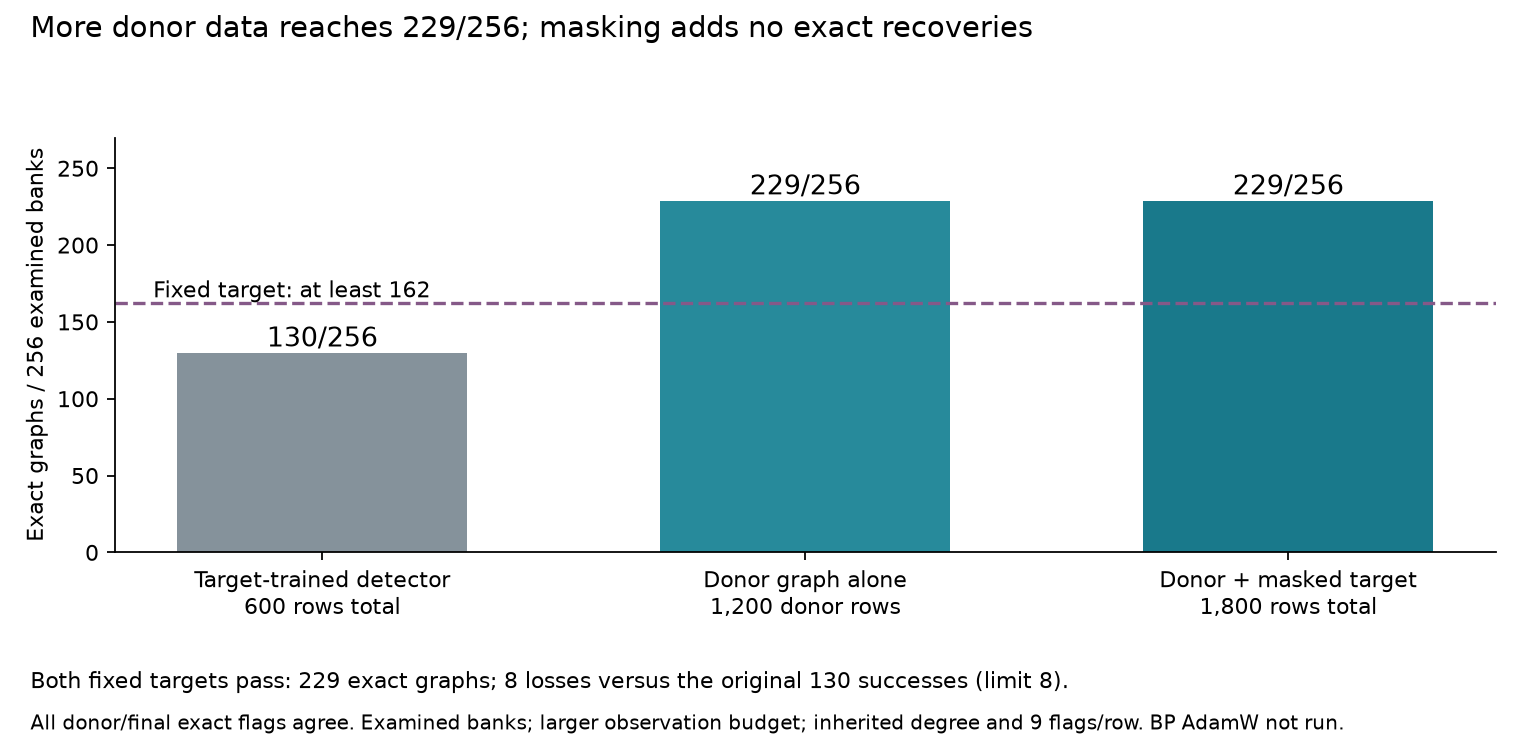 More donor data reaches 229/256; masking adds no exact recoveries
Exact graphs / 256 examined banks
250
200
150
100
50
0
Fixed target: at least 162
130/256
229/256
229/256
Target-trained detector
600 rows total
Donor graph alone
1,200 donor rows
Donor + masked target
1,800 rows total
Both fixed targets pass: 229 exact graphs; 8 losses versus the original 130 successes (limit 8).
All donor/final exact flags agree. Examined banks; larger observation budget; inherited degree and 9 flags/row. BP AdamW not run.